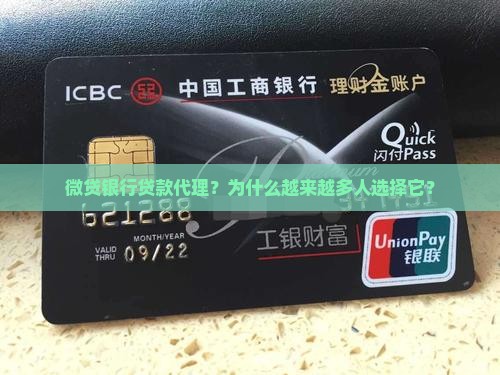 ICBC 中国工商银行 理财金账户
Quick
闪付Pass
微贷银行贷款代理？为什么越来越多人选择它？
621288
MONTH/YEAR
VALID
THRU 09/22
工银财富
UnionPay
银联